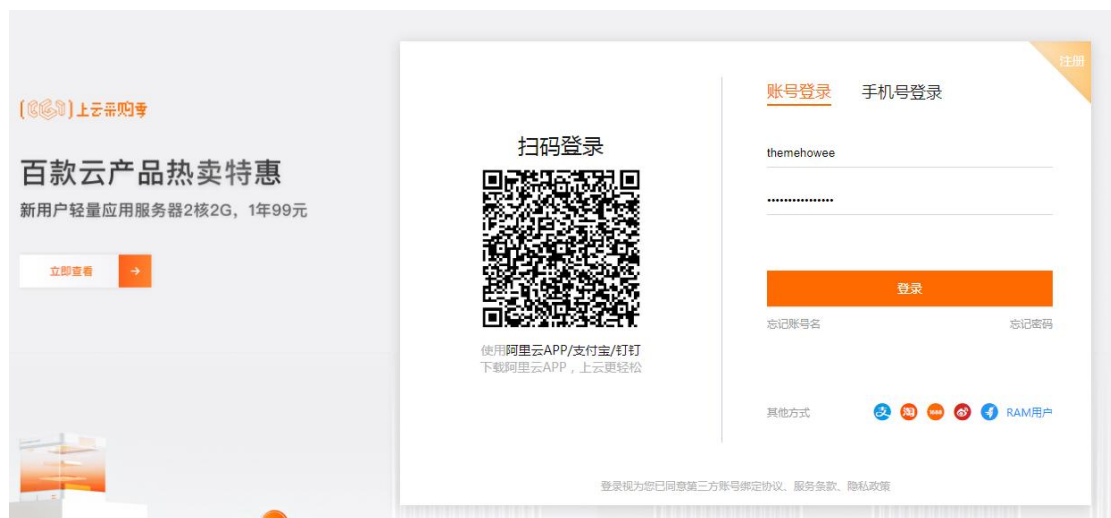 上云采购季
百款云产品热卖特惠
新用户轻量应用服务器2核2G，1年99元
立即查看
扫码登录
使用阿里云APP/支付宝/钉钉
下载阿里云APP，上云更轻松
注册
账号登录 手机号登录
themehowee
••••••••••••••••
登录
忘记账号名 忘记密码
其他方式 RAM用户
登录视为您已同意第三方账号绑定协议、服务条款、隐私政策